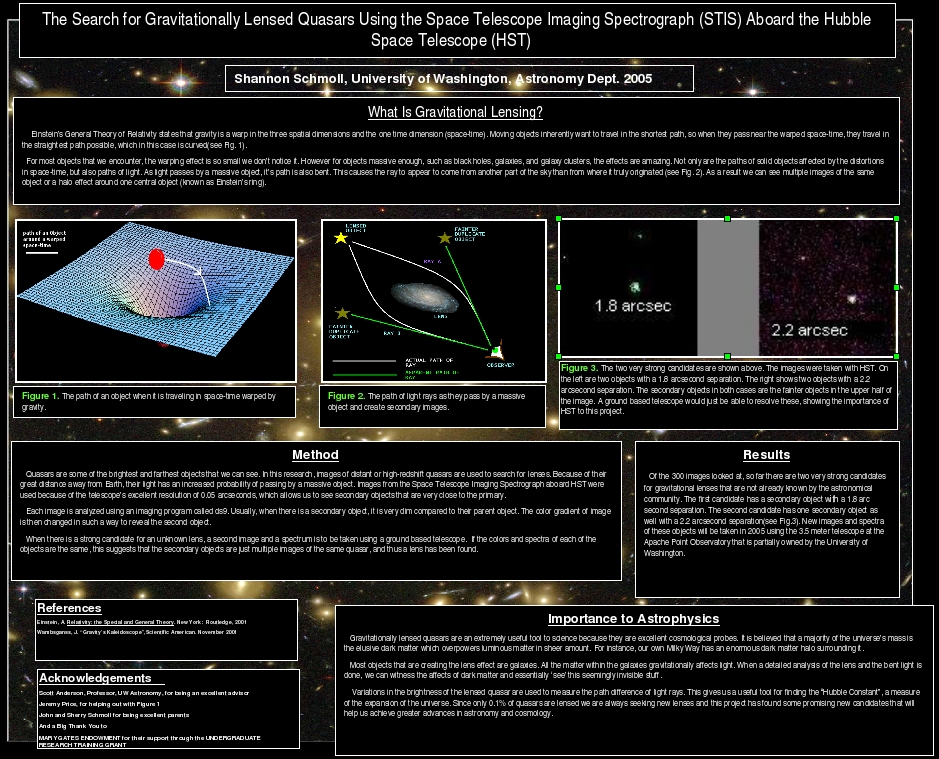 The Search for Gravitationally Lensed Quasars Using the Space Telescope Imaging Spectrograph (STIS) Aboard the Hubble
Space Telescope (HST)
Shannon Schmoll, University of Washington, Astronomy Dept. 2005
What Is Gravitational Lensing?
Einstein's General Theory of Relativity states that gravity is a warp in the three spatial dimensions and the one time dimension (space-time). Moving objects inherently want to travel in the shortest path, so when they pass near the warped space-time, they travel in
the straightest path possible, which in this case is curved(see Fig. 1).
For most objects that we encounter, the warping effect is so small we don't notice it. However for objects massive enough, such as black holes, galaxies, and galaxy clusters, the effects are amazing. Not only are the paths of solid objects affected by the distortions
in space-time, but also paths of light. As light passes by a massive object, it's path is also bent. This causes the ray to appear to come from another part of the sky than from where it truly originated (see Fig. 2). As a result we can see multiple images of the same
object or a halo effect around one central object (known as Einstein's ring).
path of an Object
around a warped
space-time
LENSED
OBJECT
FAINTER
DUPLICATE
OBJECT
RAY A
LENS
FAINTER
DUPLICATE
OBJECT
RAY B
OBSERVER
ACTUAL PATH OF
RAY
APPARENT PATH OF
RAY
1.8 arcsec
2.2 arcsec
Figure 1. The path of an object when it is traveling in space-time warped by
gravity.
Figure 2. The path of light rays as they pass by a massive
object and create secondary images.
Figure 3. The two very strong candidates are shown above. The images were taken with HST. On
the left are two objects with a 1.8 arcsecond separation. The right shows two objects with a 2.2
arcsecond separation. The secondary objects in both cases are the fainter objects in the upper half of
the image. A ground based telescope would just be able to resolve these, showing the importance of
HST to this project.
Method
Quasars are some of the brightest and farthest objects that we can see. In this research, images of distant or high-redshift quasars are used to search for lenses. Because of their
great distance away from Earth, their light has an increased probability of passing by a massive object. Images from the Space Telescope Imaging Spectrograph aboard HST were
used because of the telescope's excellent resolution of 0.05 arcseconds, which allows us to see secondary objects that are very close to the primary.
Each image is analyzed using an imaging program called ds9. Usually, when there is a secondary object, it is very dim compared to their parent object. The color gradient of image
is then changed in such a way to reveal the second object.
When there is a strong candidate for an unknown lens, a second image and a spectrum is to be taken using a ground based telescope. If the colors and spectra of each of the
objects are the same, this suggests that the secondary objects are just multiple images of the same quasar, and thus a lens has been found.
Results
Of the 300 images looked at, so far there are two very strong candidates
for gravitational lenses that are not already known by the astronomical
community. The first candidate has a secondary object with a 1.8 arc
second separation. The second candidate has one secondary object as
well with a 2.2 arcsecond separation(see Fig.3). New images and spectra
of these objects will be taken in 2005 using the 3.5 meter telescope at the
Apache Point Observatory that is partially owned by the University of
Washington.
References
Einstein, A. Relativity: the Special and General Theory. New York: Routledge, 2001
Wambsganss, J. "Gravity's Kaleidoscope", Scientific American. November 2001
Acknowledgements
Scott Anderson, Professor, UW Astronomy, for being an excellent advisor
Jeremy Price, for helping out with Figure 1
John and Sherry Schmoll for being excellent parents
And a Big Thank You to
MARY GATES ENDOWMENT for their support through the UNDERGRADUATE
RESEARCH TRAINING GRANT
Importance to Astrophysics
Gravitationally lensed quasars are an extremely useful tool to science because they are excellent cosmological probes. It is believed that a majority of the universe's mass is
the elusive dark matter which overpowers luminous matter in sheer amount. For instance, our own Milky Way has an enormous dark matter halo surrounding it .
Most objects that are creating the lens effect are galaxies. All the matter within the galaxies gravitationally affects light. When a detailed analysis of the lens and the bent light is
done, we can witness the affects of dark matter and essentially 'see' this seemingly invisible stuff .
Variations in the brightness of the lensed quasar are used to measure the path difference of light rays. This gives us a useful tool for finding the "Hubble Constant" , a measure
of the expansion of the universe. Since only 0.1% of quasars are lensed we are always seeking new lenses and this project has found some promising new candidates that will
help us achieve greater advances in astronomy and cosmology.